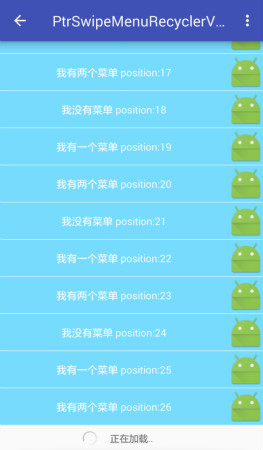 PtrSwipeMenuRecyclerV...
我有两个菜单 position:17
我没有菜单 position:18
我有一个菜单 position:19
我有两个菜单 position:20
我没有菜单 position:21
我有一个菜单 position:22
我有两个菜单 position:23
我没有菜单 position:24
我有一个菜单 position:25
我有两个菜单 position:26
正在加载..